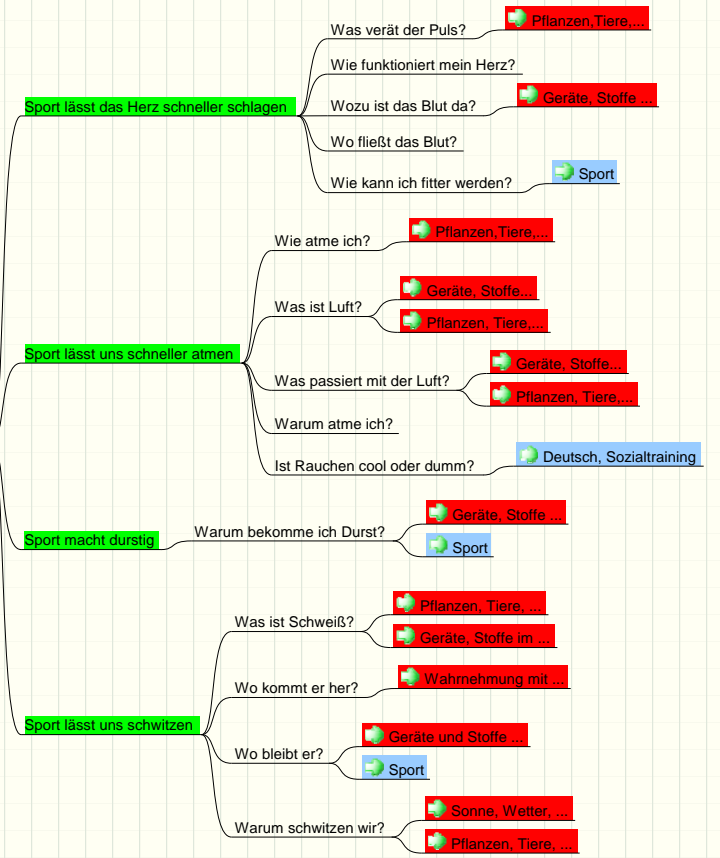 Sport lässt das Herz schneller schlagen
Was verät der Puls?
Pflanzen,Tiere,...
Wie funktioniert mein Herz?
Wozu ist das Blut da?
Geräte, Stoffe ...
Wo fließt das Blut?
Wie kann ich fitter werden?
Sport
Sport lässt uns schneller atmen
Wie atme ich?
Pflanzen,Tiere,...
Was ist Luft?
Geräte, Stoffe...
Pflanzen, Tiere,...
Was passiert mit der Luft?
Geräte, Stoffe...
Pflanzen, Tiere,...
Warum atme ich?
Ist Rauchen cool oder dumm?
Deutsch, Sozialtraining
Sport macht durstig
Warum bekomme ich Durst?
Geräte, Stoffe ...
Sport
Sport lässt uns schwitzen
Was ist Schweiß?
Pflanzen, Tiere, ...
Geräte, Stoffe im ...
Wo kommt er her?
Wahrnehmung mit ...
Wo bleibt er?
Geräte und Stoffe ...
Sport
Warum schwitzen wir?
Sonne, Wetter, ...
Pflanzen, Tiere, ...